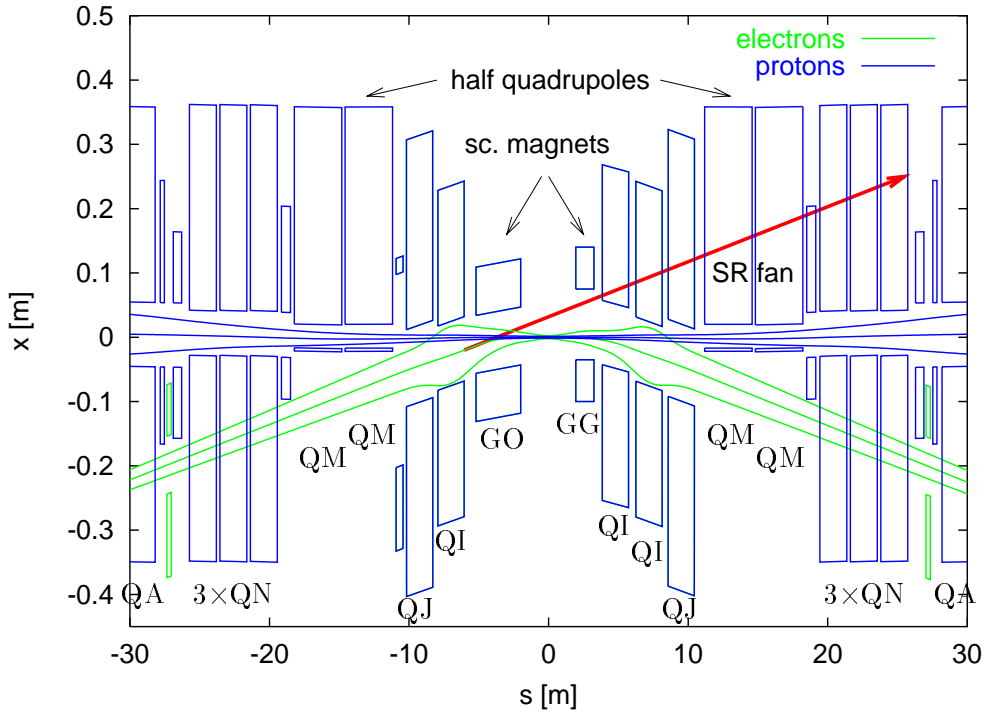 0.5
0.4
0.3
0.2
0.1
0
-0.1
-0.2
-0.3
-0.4
x [m]
electrons
protons
half quadrupoles
sc. magnets
SR fan
QM
QM
GO
GG
QM
QM
QI
QI
QI
QA
3×QN
QJ
QJ
3×QN
QA
-30
-20
-10
0
10
20
30
s [m]